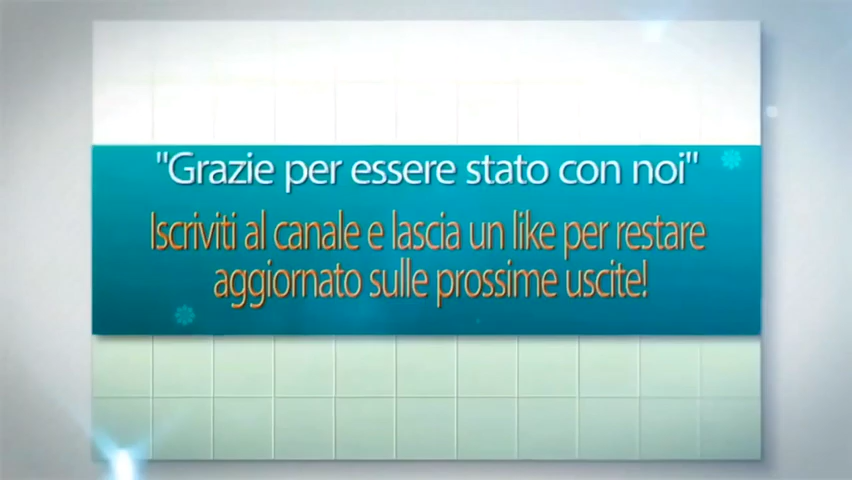 "Grazie per essere stato con noi"
Iscriviti al canale e lascia un like per restare
aggiornato sulle prossime uscite!